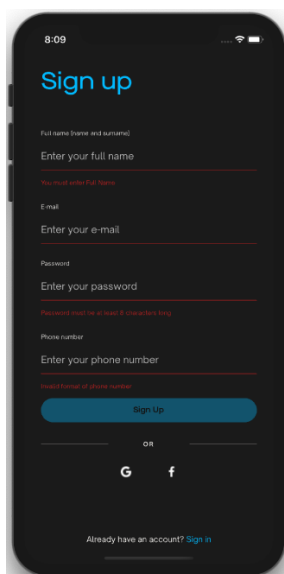 8:09
Sign up
Full name (name and surname)
Enter your full name
You must enter Full Name
E-mail
Enter your e-mail
Password
Enter your password
Password must be at least 8 characters long
Phone number
Enter your phone number
Invalid format of phone number
Sign Up
OR
G f
Already have an account? Sign in